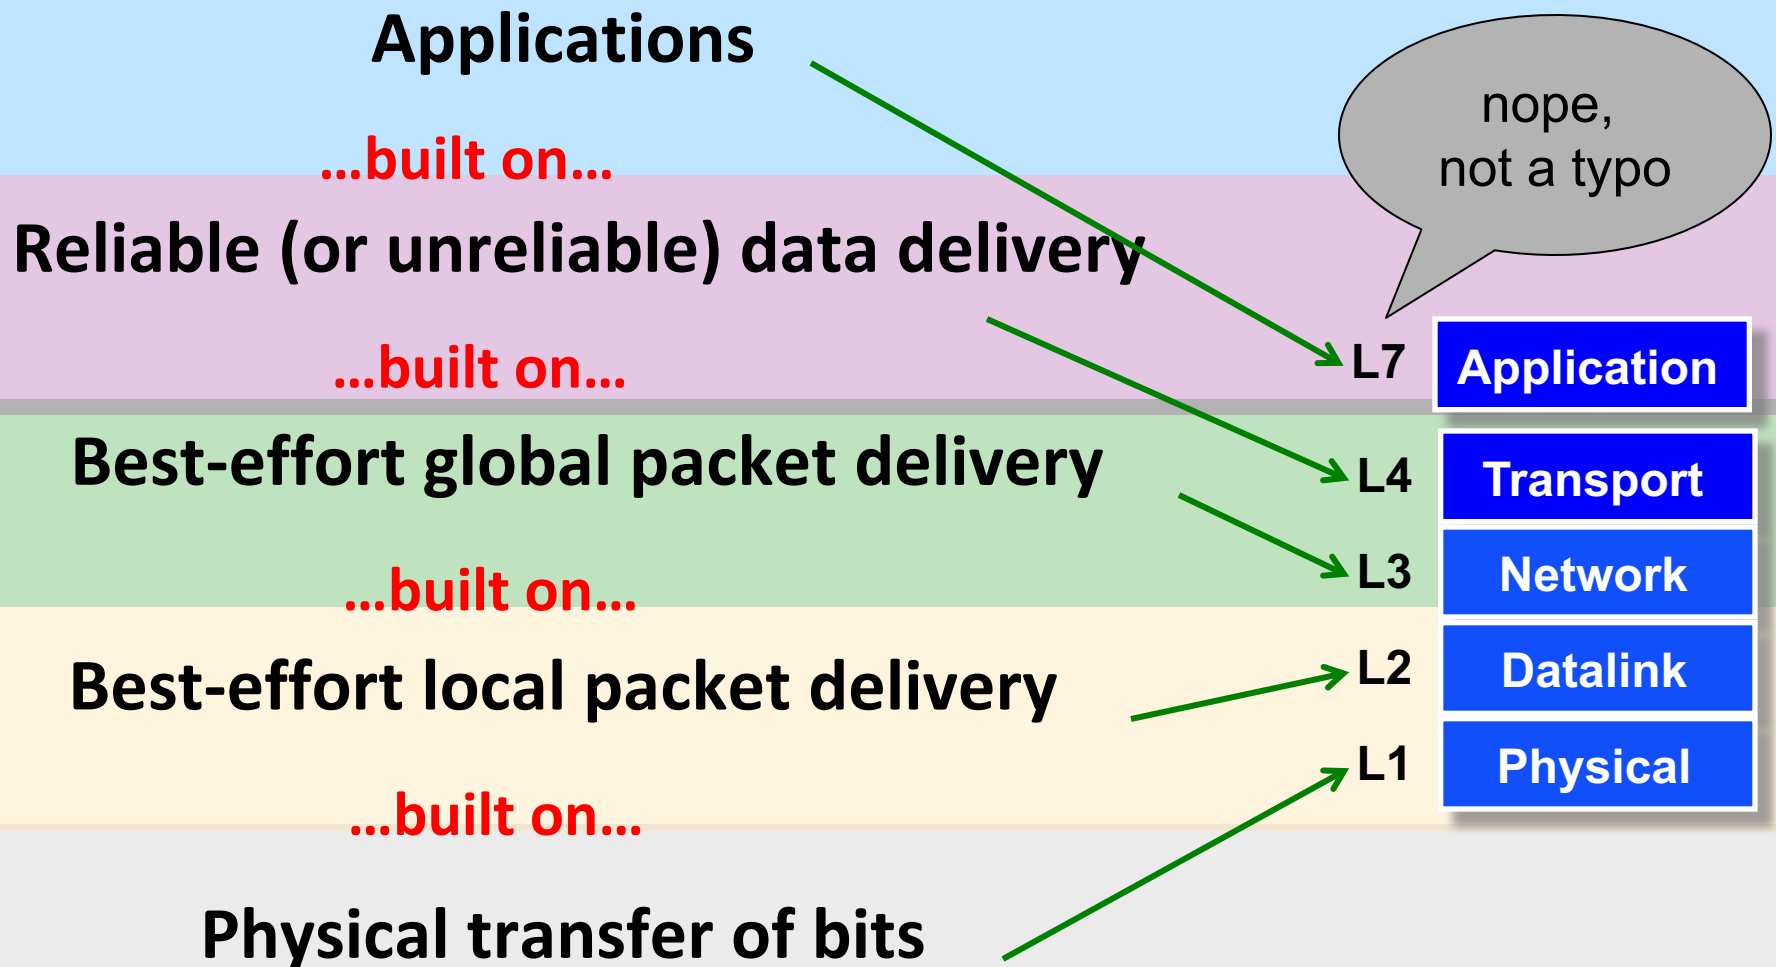 Applications
…built on…
Reliable (or unreliable) data delivery
…built on…
Best-effort global packet delivery
…built on…
Best-effort local packet delivery
…built on…
Physical transfer of bits
nope,
not a typo
L7 Application
L4 Transport
L3 Network
L2 Datalink
L1 Physical